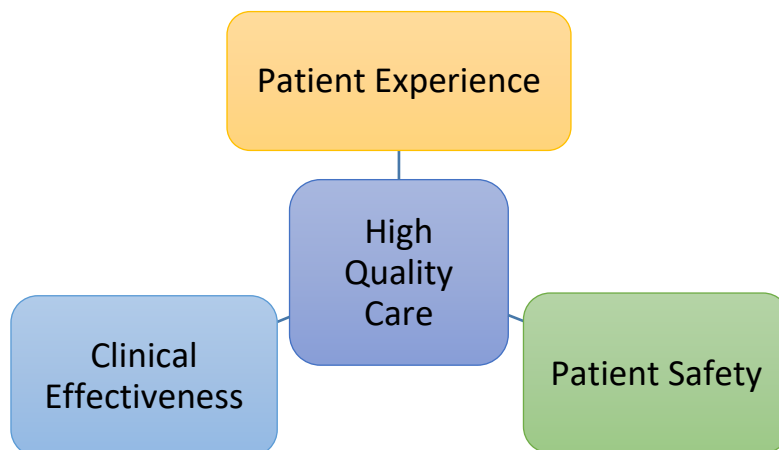 Patient Experience
High
Quality
Care
Clinical
Effectiveness
Patient Safety